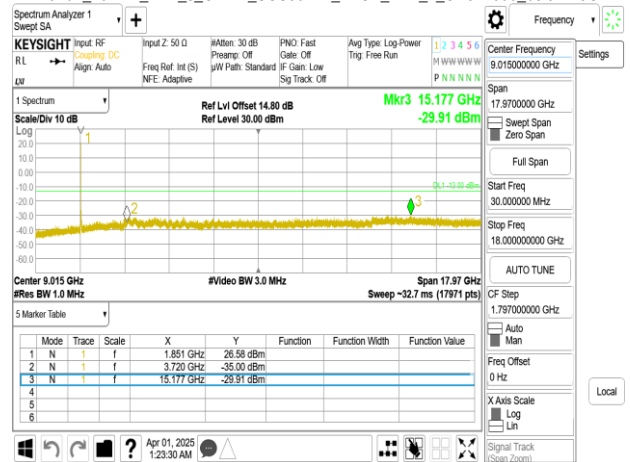 Spectrum Analyzer 1
Swept SA
Frequency
KEYSIGHT
RL
Input: RF
Coupling: DC
Align: Auto
Input Z: 50 Ω
Freq Ref: Int (S)
NFE: Adaptive
#Atten: 30 dB
Preamp: Off
µW Path: Standard
PNO: Fast
Gate: Off
IF Gain: Low
Sig Track: Off
Avg Type: Log-Power
Trig: Free Run
1 2 3 4 5 6
M W W W W W
P N N N N N
1 Spectrum
Scale/Div 10 dB
Ref Lvl Offset 14.80 dB
Ref Level 30.00 dBm
Mkr3 15.177 GHz
-29.91 dBm
Log
20.0
10.0
0.00
-10.0
-20.0
-30.0
-40.0
-50.0
-60.0
1
2
3
DL1 -13.00 dBm
Center 9.015 GHz
#Res BW 1.0 MHz
#Video BW 3.0 MHz
Span 17.97 GHz
Sweep ~32.7 ms (17971 pts)
5 Marker Table
Mode Trace Scale X Y Function Function Width Function Value
1 N 1 f 1.851 GHz 26.58 dBm
2 N 1 f 3.720 GHz -35.00 dBm
3 N 1 f 15.177 GHz -29.91 dBm
4
5
6
Apr 01, 2025
1:23:30 AM
Center Frequency
9.015000000 GHz
Settings
Span
17.9700000 GHz
Swept Span
Zero Span
Full Span
Start Freq
30.000000 MHz
Stop Freq
18.000000000 GHz
AUTO TUNE
CF Step
1.797000000 GHz
Auto
Man
Freq Offset
0 Hz
X Axis Scale
Log
Lin
Local
Signal Track
(Span Zoom)